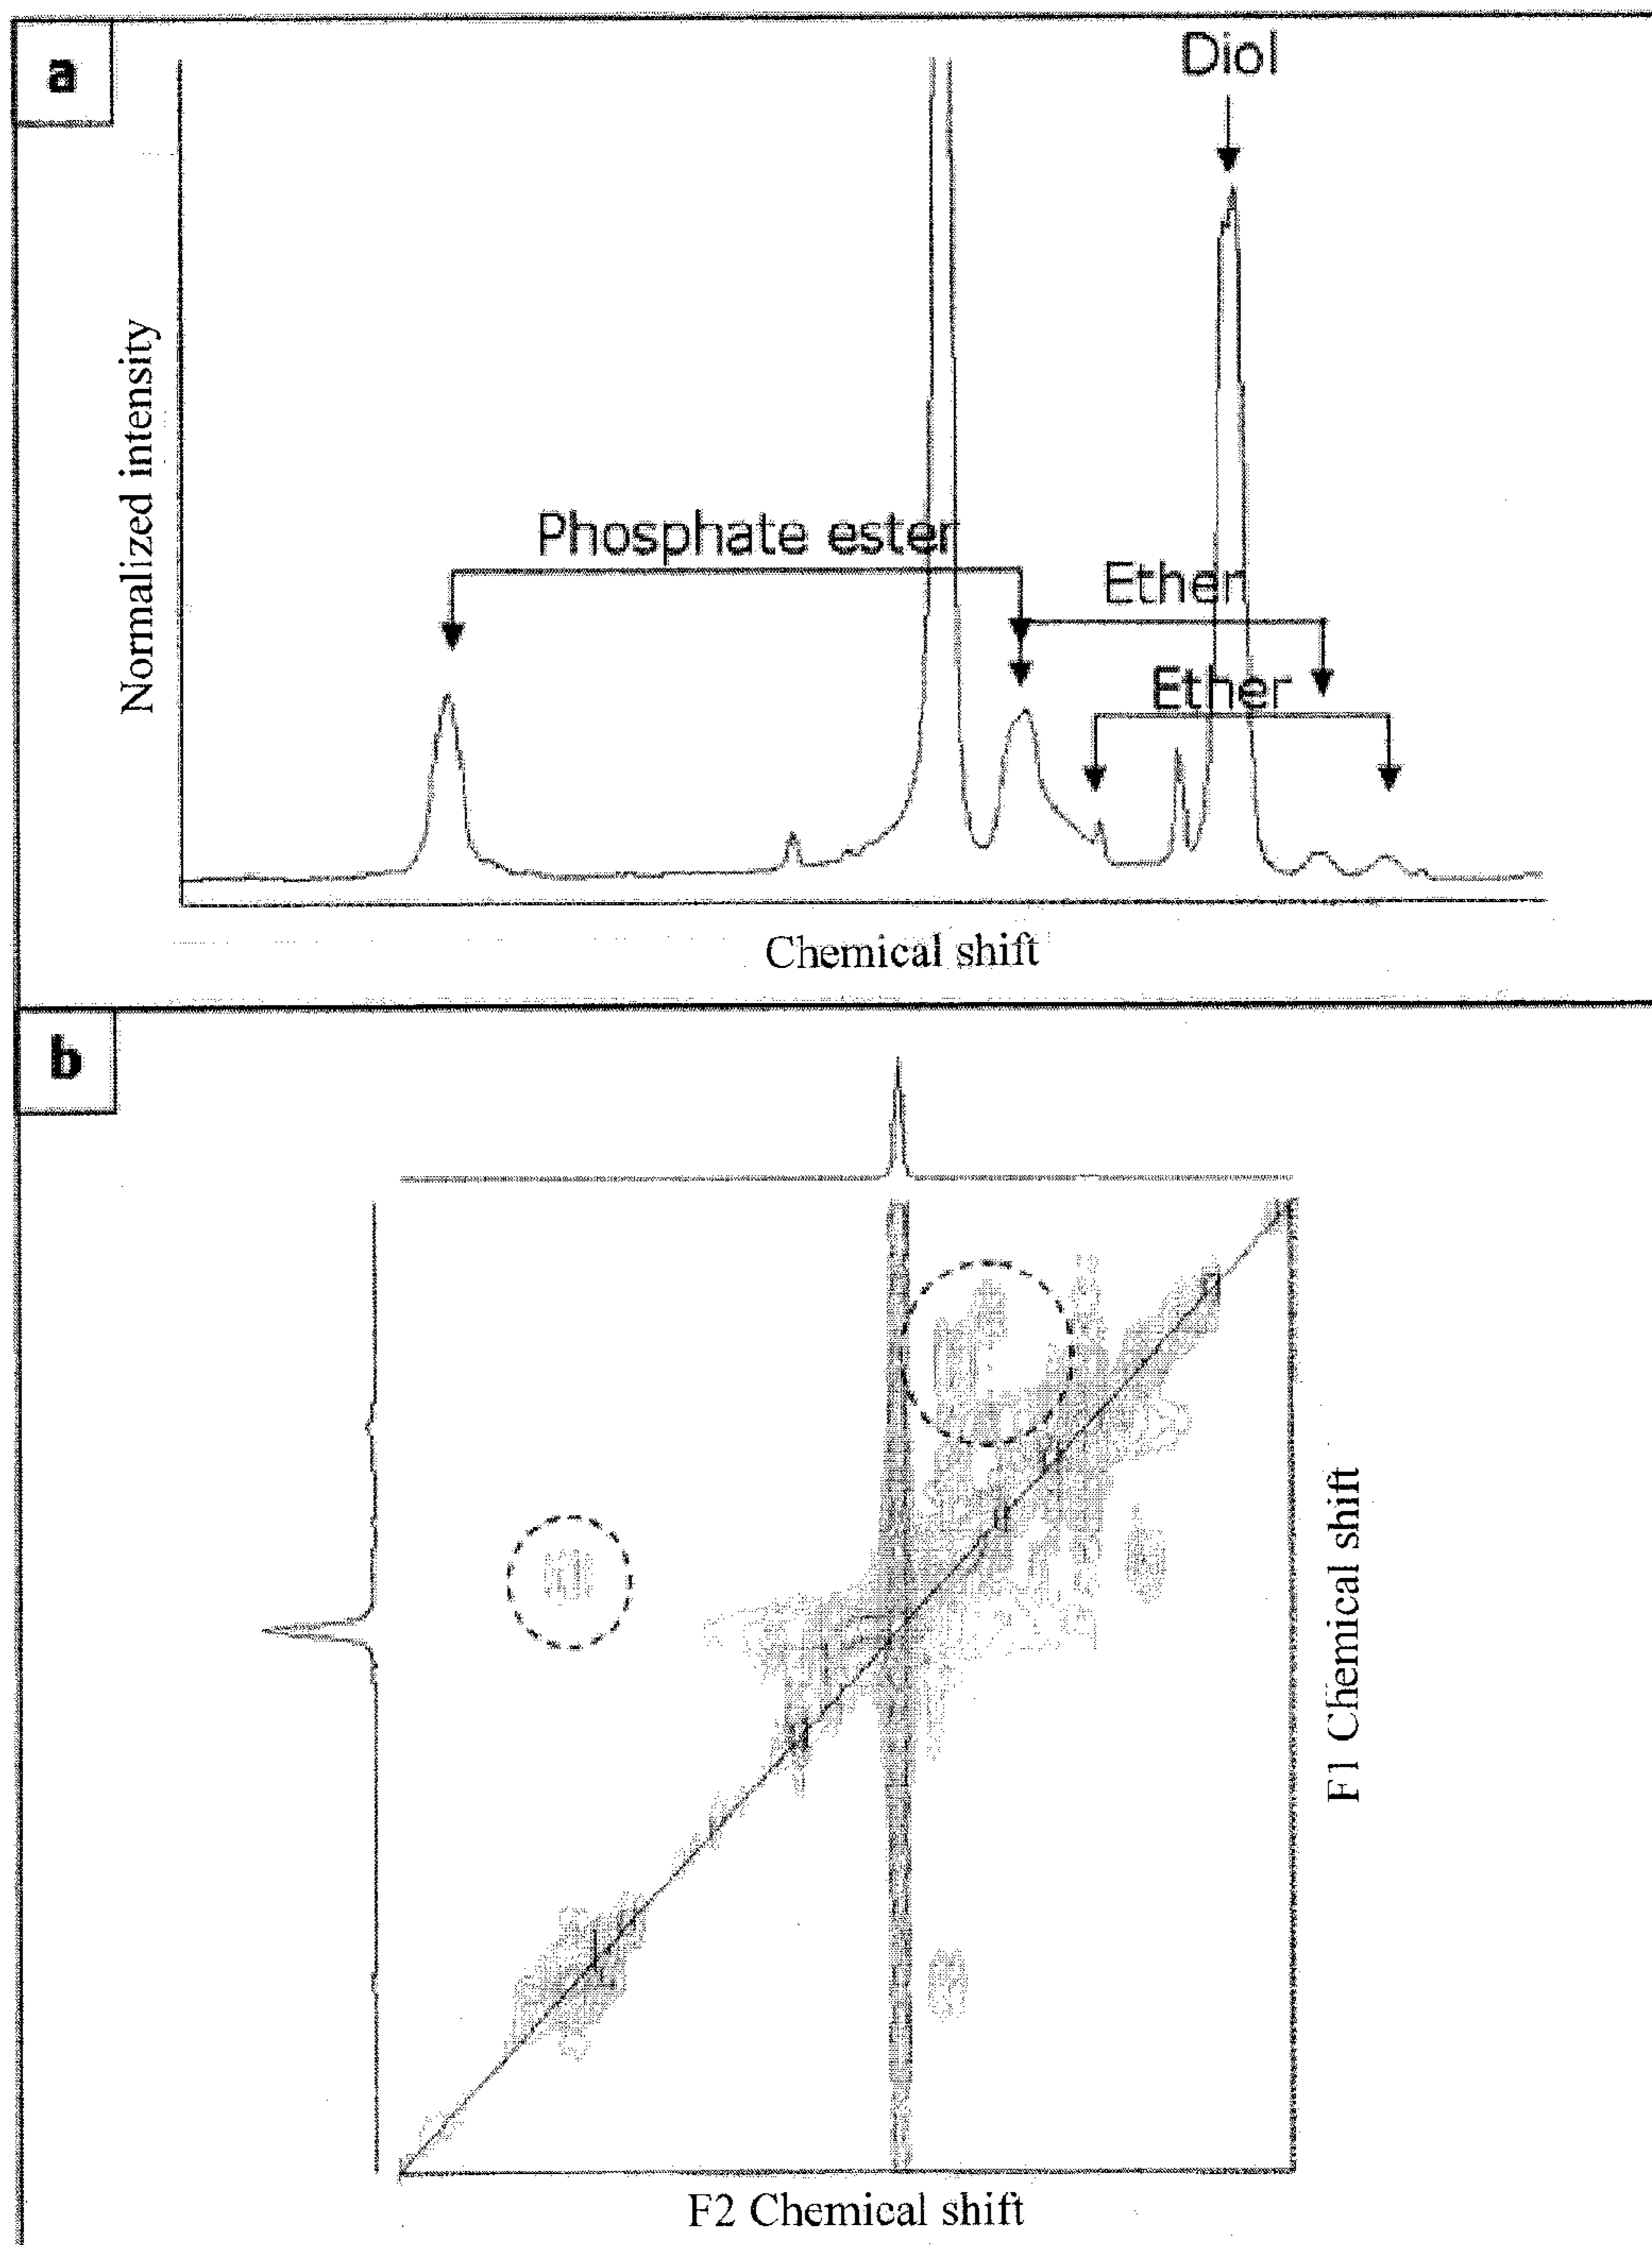 a
Diol
Normalized intensity
Phosphate ester
Ether
Ether
Chemical shift
b
F1 Chemical shift
F2 Chemical shift